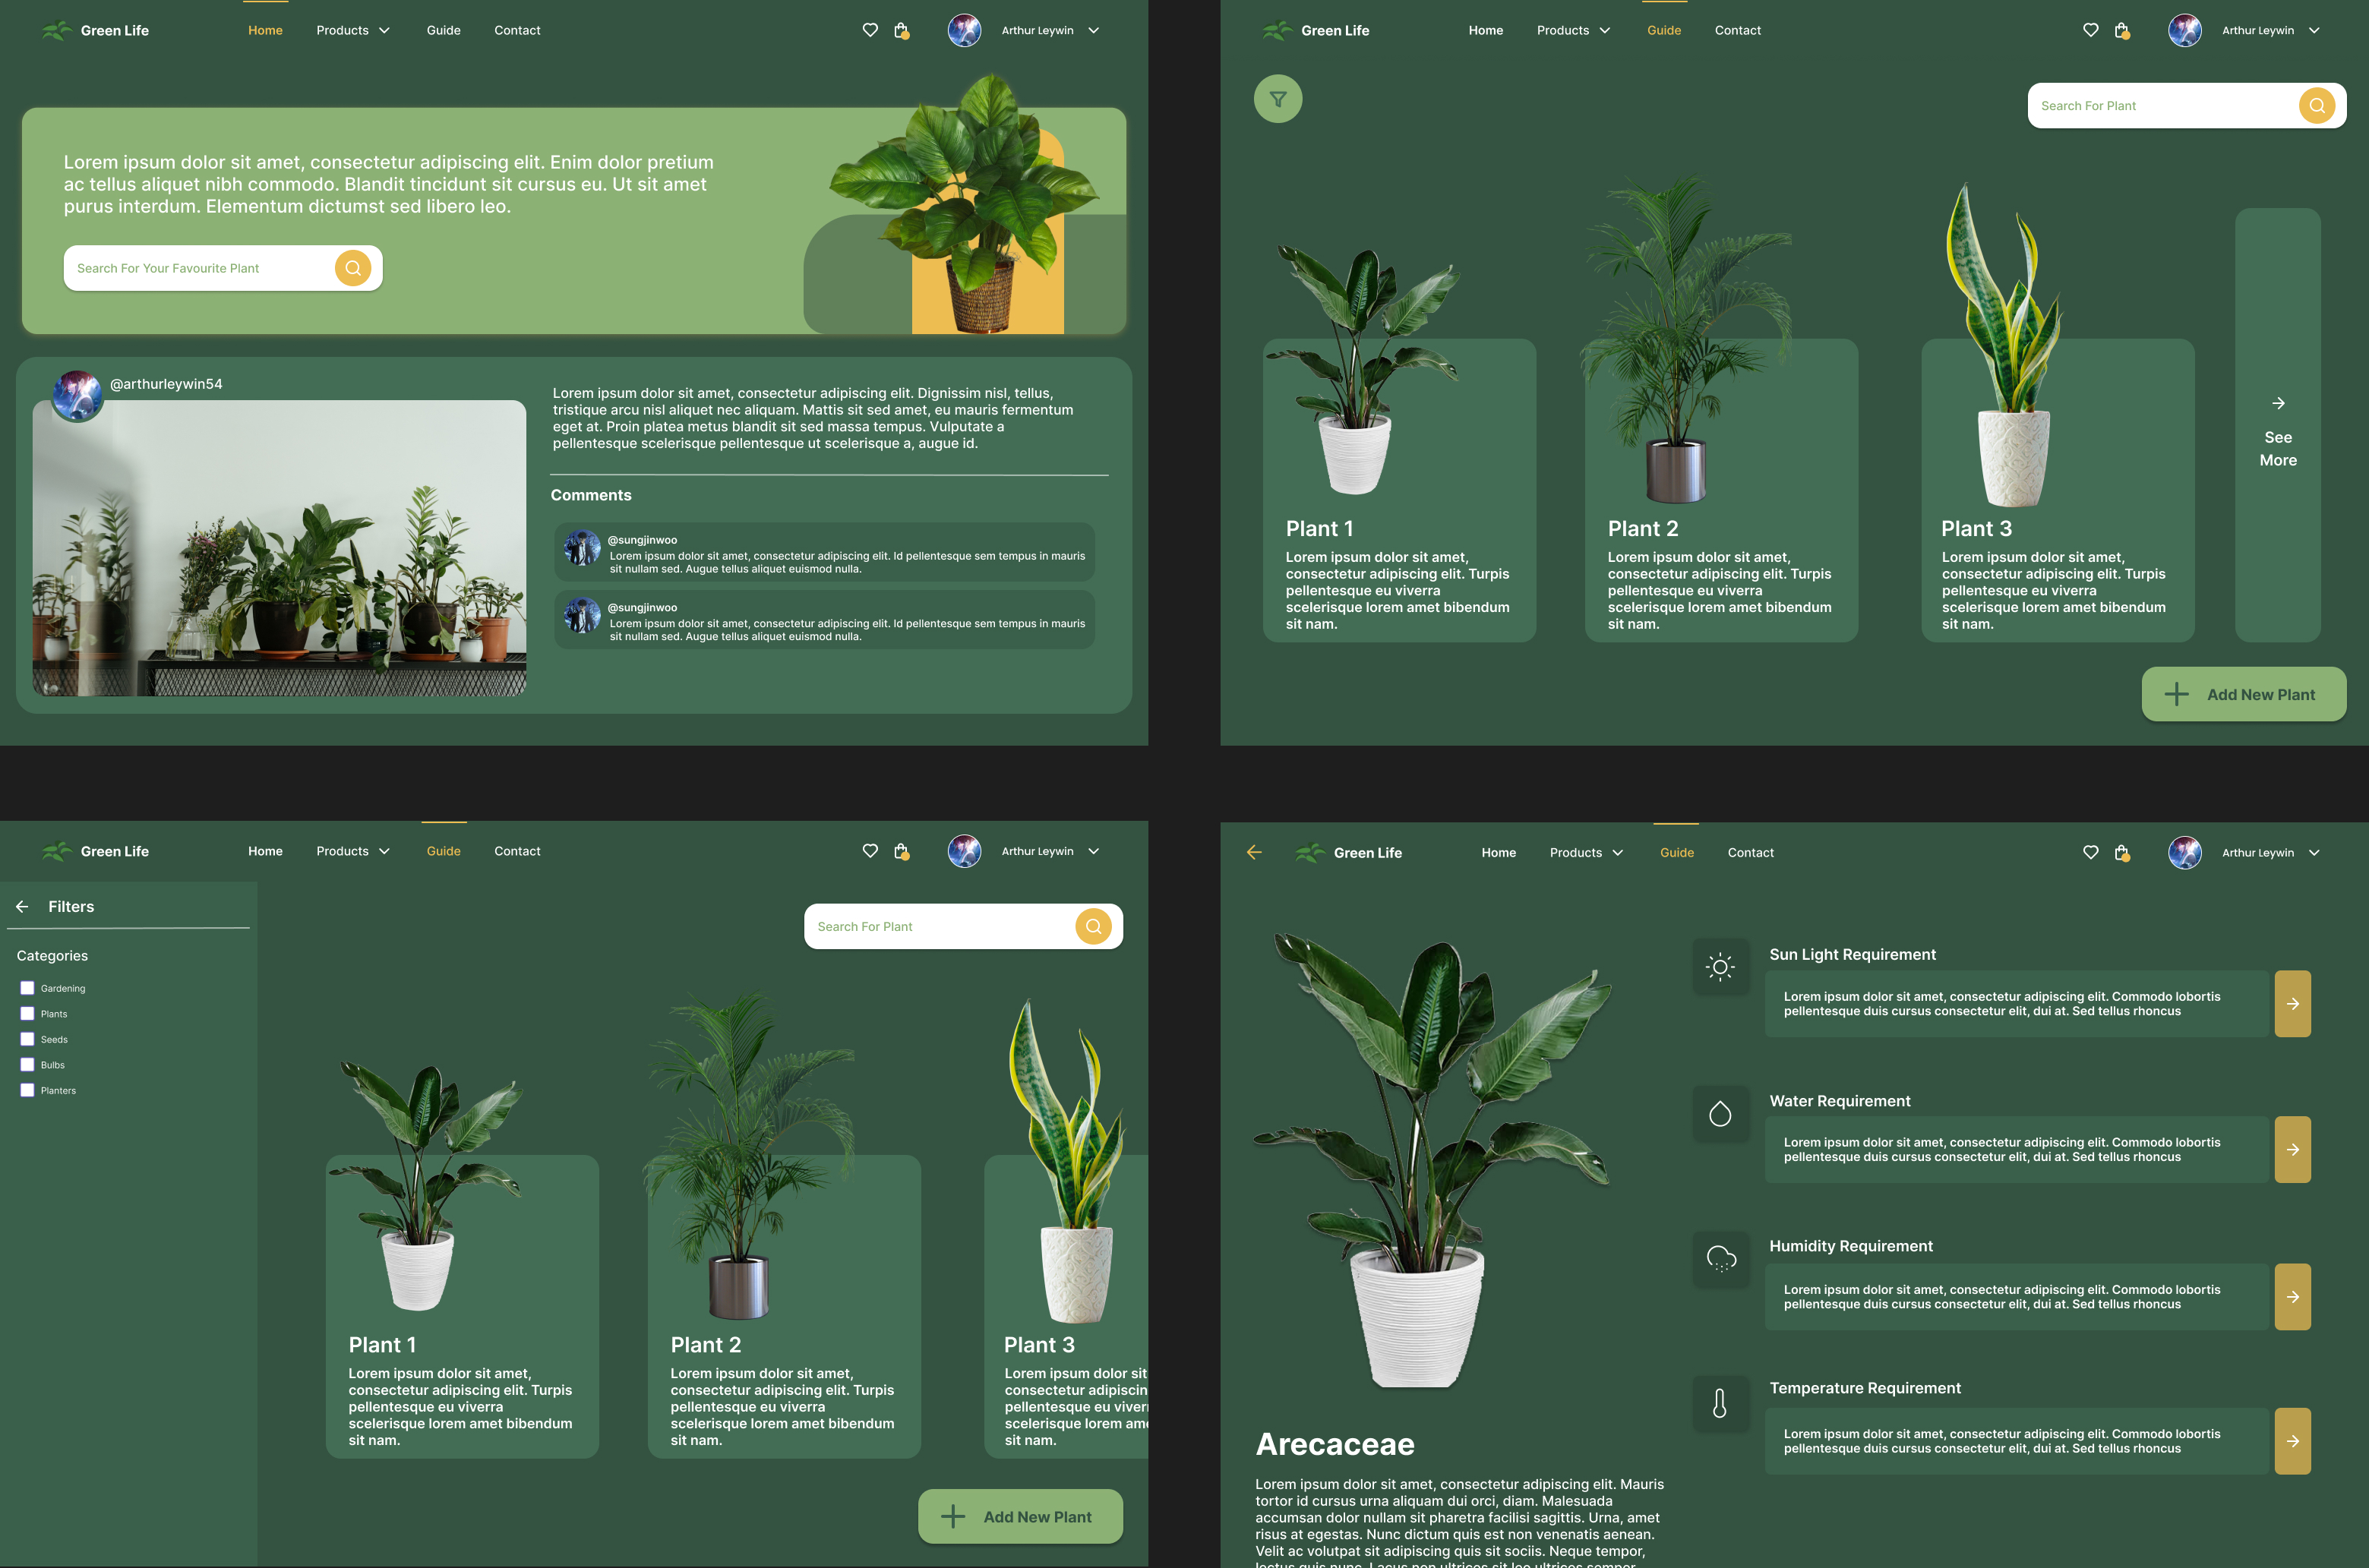 Green Life
Home
Products
Guide
Contact
Arthur Leywin
Lorem ipsum dolor sit amet, consectetur adipiscing elit. Enim dolor pretium
ac tellus aliquet nibh commodo. Blandit tincidunt sit cursus eu. Ut sit amet
purus interdum. Elementum dictumst sed libero leo.
Search For Your Favourite Plant
@arthurleywin54
Lorem ipsum dolor sit amet, consectetur adipiscing elit. Dignissim nisl, tellus,
tristique arcu nisl aliquet nec aliquam. Mattis sit sed amet, eu mauris fermentum
eget at. Proin platea metus blandit sit sed massa tempus. Vulputate a
pellentesque scelerisque pellentesque ut scelerisque a, augue id.
Comments
@sungjinwoo
Lorem ipsum dolor sit amet, consectetur adipiscing elit. Id pellentesque sem tempus in mauris
sit nullam sed. Augue tellus aliquet euismod nulla.
@sungjinwoo
Lorem ipsum dolor sit amet, consectetur adipiscing elit. Id pellentesque sem tempus in mauris
sit nullam sed. Augue tellus aliquet euismod nulla.
Green Life
Home
Products
Guide
Contact
Arthur Leywin
Search For Plant
Plant 1
Lorem ipsum dolor sit amet,
consectetur adipiscing elit. Turpis
pellentesque eu viverra
scelerisque lorem amet bibendum
sit nam.
Plant 2
Lorem ipsum dolor sit amet,
consectetur adipiscing elit. Turpis
pellentesque eu viverra
scelerisque lorem amet bibendum
sit nam.
Plant 3
Lorem ipsum dolor sit amet,
consectetur adipiscing elit. Turpis
pellentesque eu viverra
scelerisque lorem amet bibendum
sit nam.
See
More
Add New Plant
Green Life
Home
Products
Guide
Contact
Arthur Leywin
Filters
Categories
Gardening
Plants
Seeds
Bulbs
Planters
Search For Plant
Plant 1
Lorem ipsum dolor sit amet,
consectetur adipiscing elit. Turpis
pellentesque eu viverra
scelerisque lorem amet bibendum
sit nam.
Plant 2
Lorem ipsum dolor sit amet,
consectetur adipiscing elit. Turpis
pellentesque eu viverra
scelerisque lorem amet bibendum
sit nam.
Plant 3
Lorem ipsum dolor sit
consectetur
pellentesque eu
scelerisque lorem
sit nam.
Add New Plant
Green Life
Home
Products
Guide
Contact
Arthur Leywin
Sun Light Requirement
Lorem ipsum dolor sit amet, consectetur adipiscing elit. Commodo lobortis
pellentesque duis cursus consectetur elit, dui at. Sed tellus rhoncus
Water Requirement
Lorem ipsum dolor sit amet, consectetur adipiscing elit. Commodo lobortis
pellentesque duis cursus consectetur elit, dui at. Sed tellus rhoncus
Humidity Requirement
Lorem ipsum dolor sit amet, consectetur adipiscing elit. Commodo lobortis
pellentesque duis cursus consectetur elit, dui at. Sed tellus rhoncus
Temperature Requirement
Lorem ipsum dolor sit amet, consectetur adipiscing elit. Commodo lobortis
pellentesque duis cursus consectetur elit, dui at. Sed tellus rhoncus
Arecaceae
Lorem ipsum dolor sit amet, consectetur adipiscing elit. Mauris
tortor id cursus urna aliquam dui orci, diam. Malesuada
accumsan dolor nullam sit pharetra facilisi sagittis. Urna, amet
risus at egestas. Nunc dictum quis est non venenatis aenean.
Velit ac volutpat sit adipiscing quis sit sociis. Neque tempor,